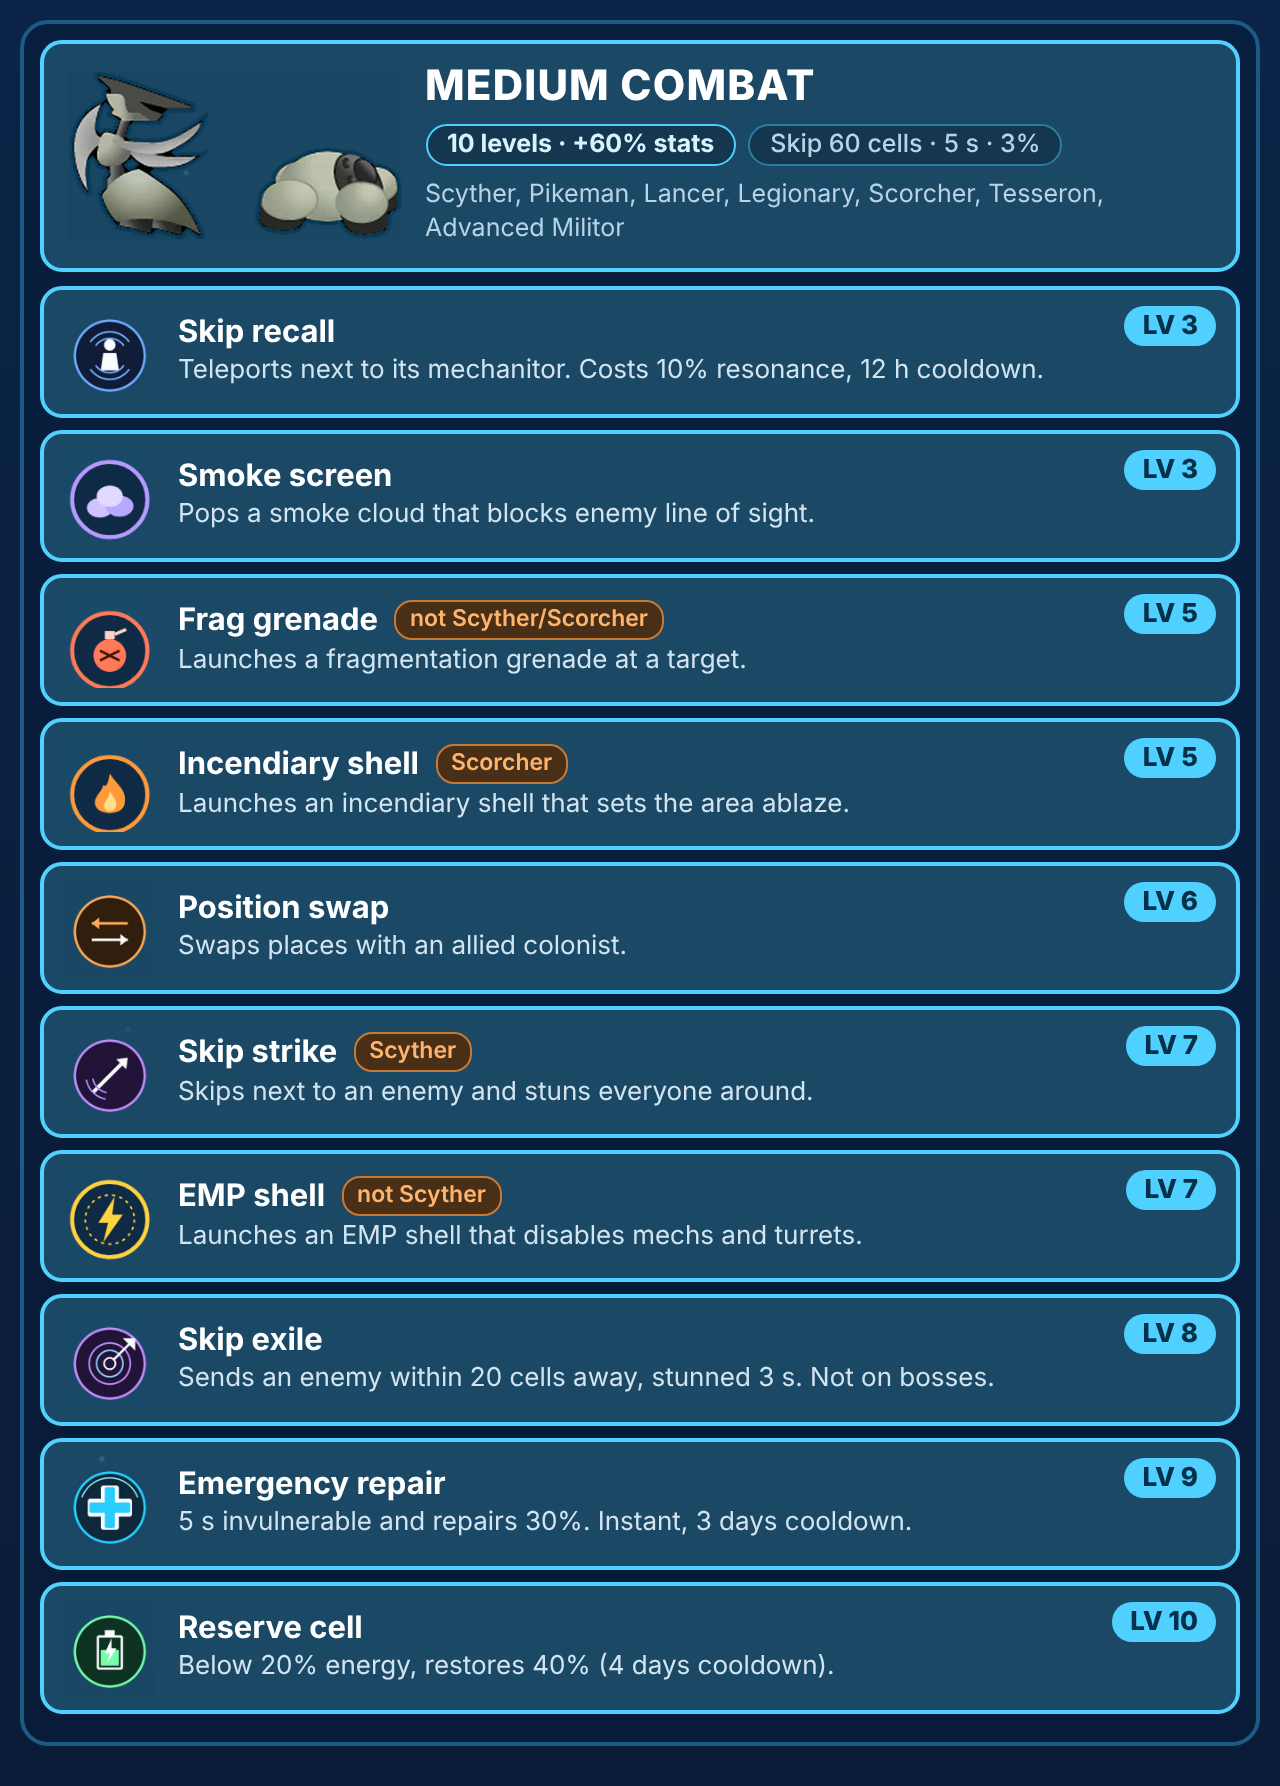 MEDIUM COMBAT
10 levels · +60% stats
Skip 60 cells · 5 s · 3%
Scyther, Pikeman, Lancer, Legionary, Scorcher, Tesseron,
Advanced Militor
Skip recall
LV 3
Teleports next to its mechanitor. Costs 10% resonance, 12 h cooldown.
Smoke screen
LV 3
Pops a smoke cloud that blocks enemy line of sight.
Frag grenade
not Scyther/Scorcher
LV 5
Launches a fragmentation grenade at a target.
Incendiary shell
Scorcher
LV 5
Launches an incendiary shell that sets the area ablaze.
Position swap
LV 6
Swaps places with an allied colonist.
Skip strike
Scyther
LV 7
Skips next to an enemy and stuns everyone around.
EMP shell
not Scyther
LV 7
Launches an EMP shell that disables mechs and turrets.
Skip exile
LV 8
Sends an enemy within 20 cells away, stunned 3 s. Not on bosses.
Emergency repair
LV 9
5 s invulnerable and repairs 30%. Instant, 3 days cooldown.
Reserve cell
LV 10
Below 20% energy, restores 40% (4 days cooldown).